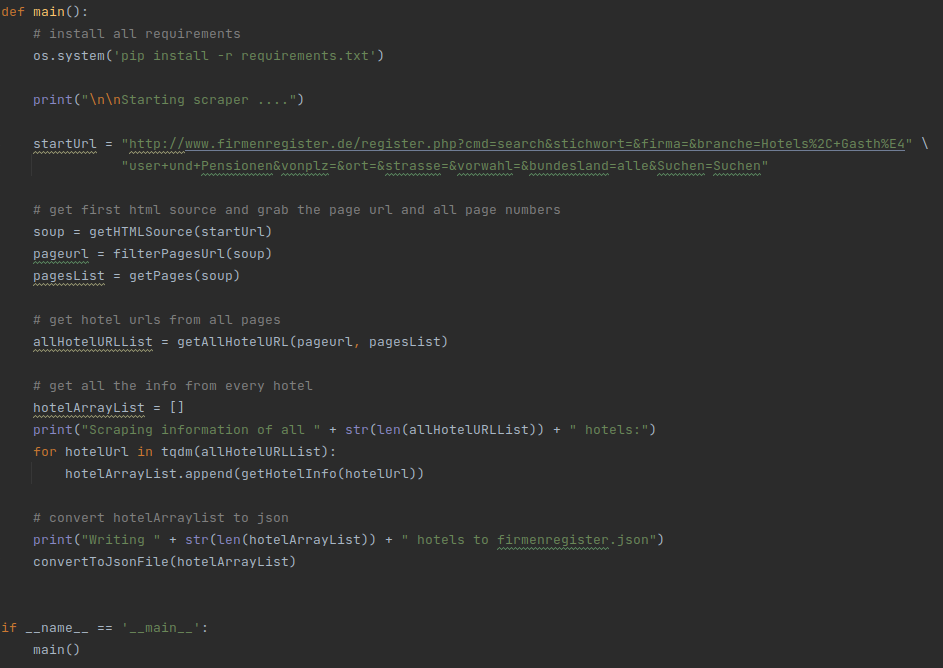 def main():
    # install all requirements
    os.system('pip install -r requirements.txt')
    print("\n\nStarting scraper ....")
    startUrl = "http://www.firmenregister.de/register.php?cmd=search&stichwort=&firma=&branche=Hotels%2C+Gasth%E4" \
               "user+und+Pensionen&vonplz=&ort=&strasse=&vorwahl=&bundesland=alle&Suchen=Suchen"
    # get first html source and grab the page url and all page numbers
    soup = getHTMLSource(startUrl)
    pageurl = filterPagesUrl(soup)
    pagesList = getPages(soup)
    # get hotel urls from all pages
    allHotelURLList = getAllHotelURL(pageurl, pagesList)
    # get all the info from every hotel
    hotelArrayList = []
    print("Scraping information of all " + str(len(allHotelURLList)) + " hotels:")
    for hotelUrl in tqdm(allHotelURLList):
        hotelArrayList.append(getHotelInfo(hotelUrl))
    # convert hotelArraylist to json
    print("Writing " + str(len(hotelArrayList)) + " hotels to firmenregister.json")
    convertToJsonFile(hotelArrayList)
if __name__ == '__main__':
    main()